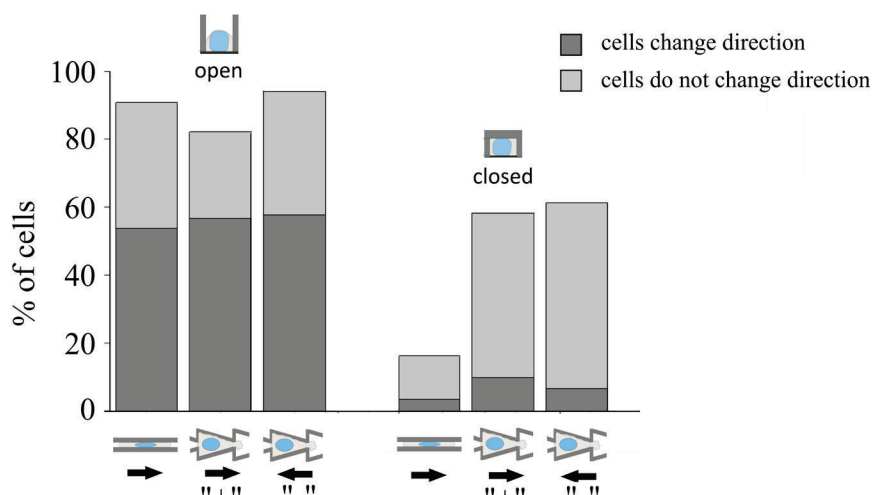 cells change direction
cells do not change direction
open
closed
% of cells
100
80
60
40
20
0